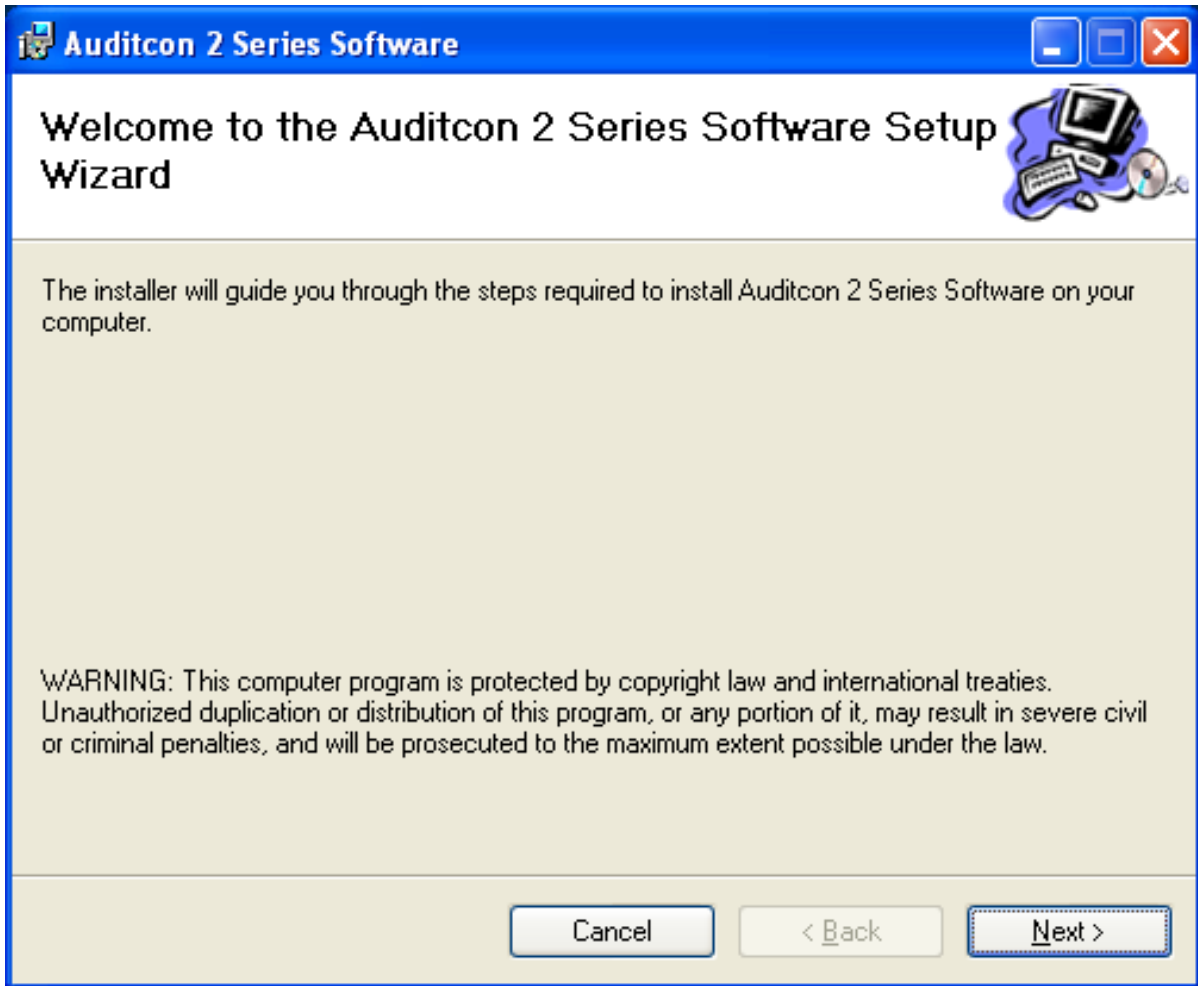 Auditcon 2 Series Software
Welcome to the Auditcon 2 Series Software Setup
Wizard
The installer will guide you through the steps required to install Auditcon 2 Series Software on your
computer.
WARNING: This computer program is protected by copyright law and international treaties.
Unauthorized duplication or distribution of this program, or any portion of it, may result in severe civil
or criminal penalties, and will be prosecuted to the maximum extent possible under the law.
Cancel
< Back
Next >